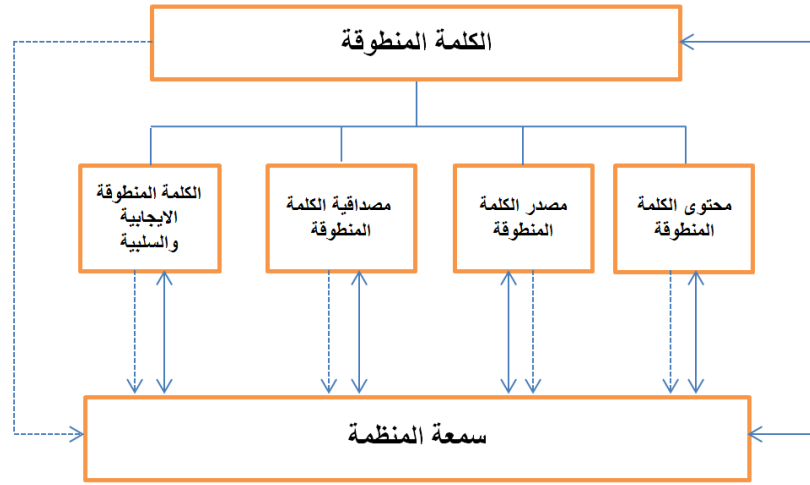 الكلمة المنطوقة
محتوى الكلمة
المنطوقة
مصدر الكلمة
المنطوقة
مصداقية الكلمة
المنطوقة
الكلمة المنطوقة
الايجابية
والسلبية
سمعة المنظمة